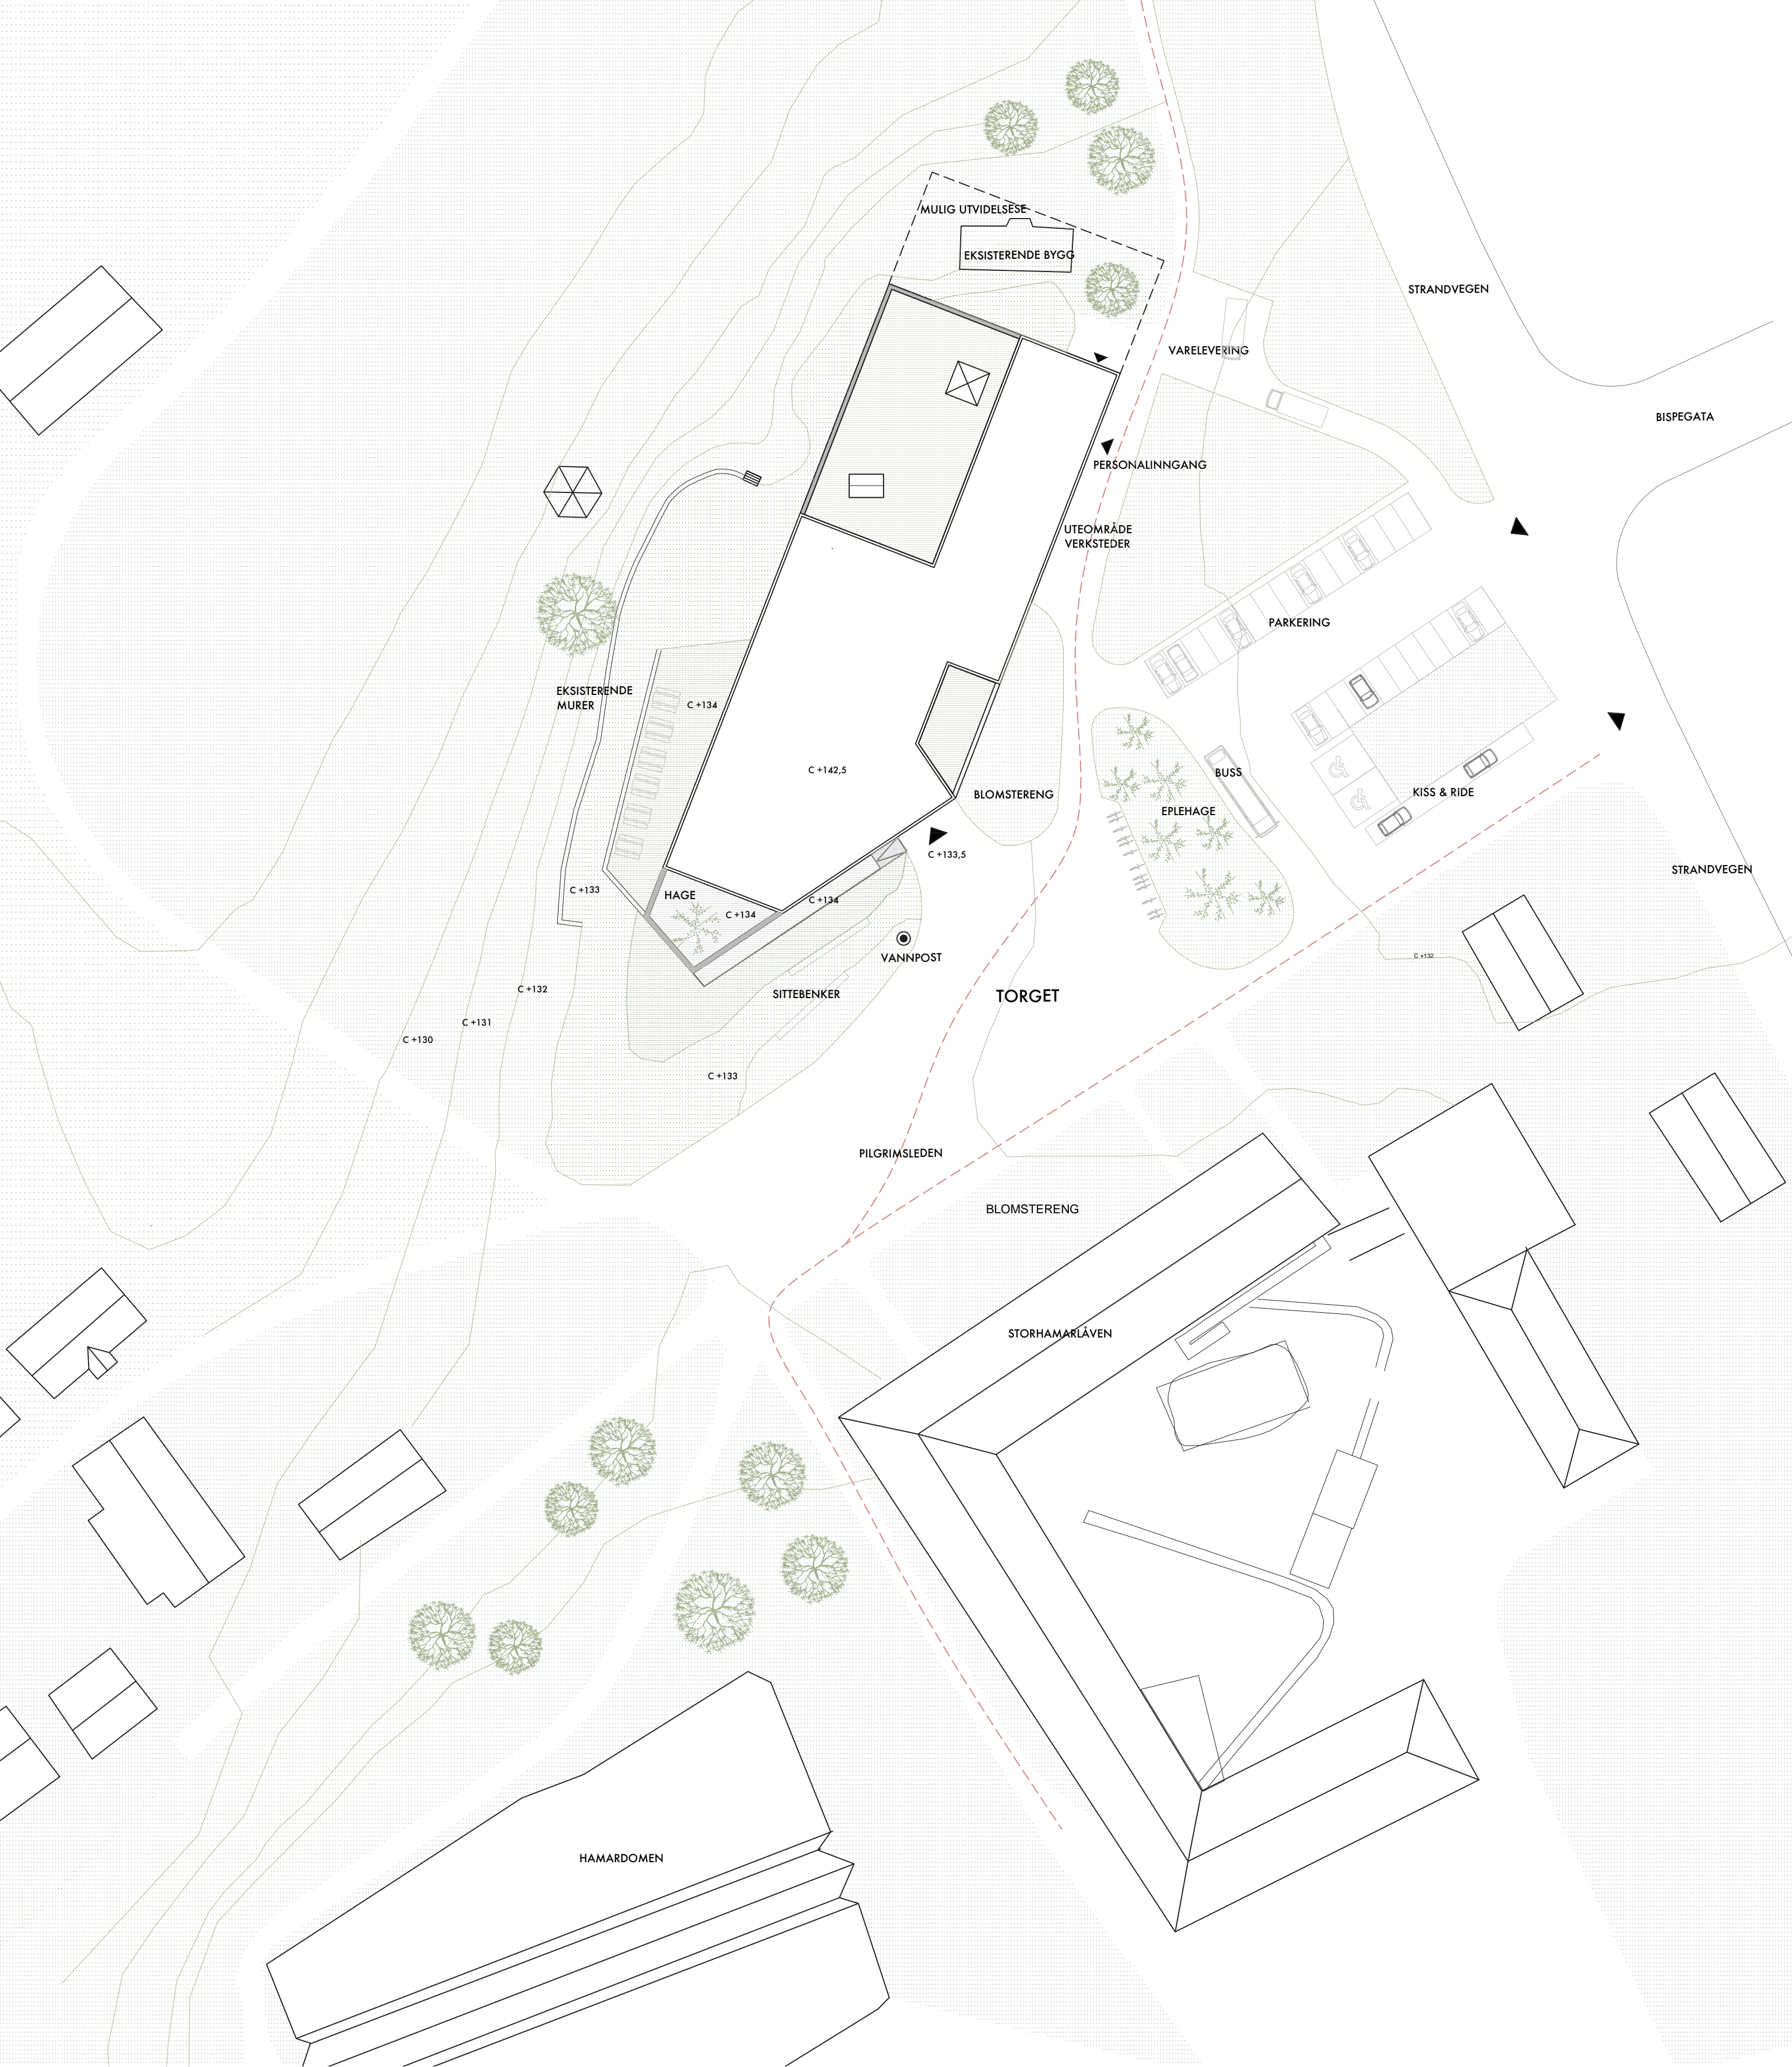 MULIG UTVIDELSESE
EKSISTERENDE BYGG
STRANDVEGEN
VARELEVERING
BISPEGATA
PERSONALINNGANG
UTEOMRÅDE
VERKSTEDER
PARKERING
EKSISTERENDE
MURER
C +134
C +142,5
BUSS
KISS & RIDE
BLOMSTERENG
EPLEHAGE
C +133,5
STRANDVEGEN
C +133
HAGE
C +134
C +134
VANNPOST
C +132
C +132
SITTEBENKER
TORGET
C +131
C +130
C +133
PILGRIMSLEDEN
BLOMSTERENG
STORHAMARLÅVEN
HAMARDOMEN